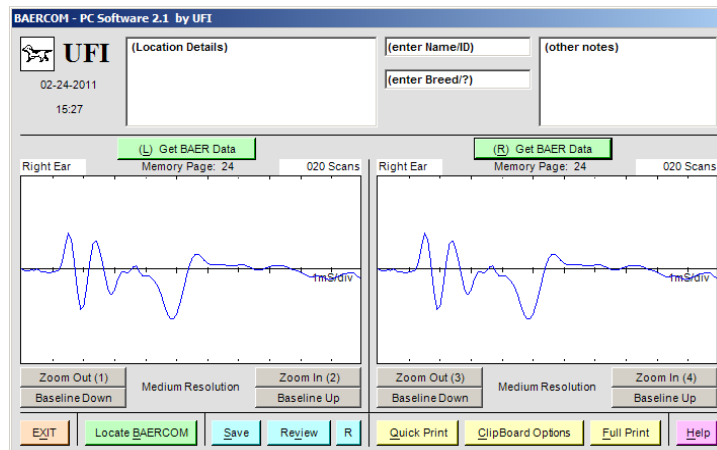 BAERCOM - PC Software 2.1 by UFI
UFI
02-24-2011
15:27
(Location Details)
(enter Name/ID)
(enter Breed/?)
(other notes)
(L) Get BAER Data
(R) Get BAER Data
Right Ear Memory Page: 24 020 Scans
Right Ear Memory Page: 24 020 Scans
1mS/div
1mS/div
Zoom Out (1)
Baseline Down
Medium Resolution
Zoom In (2)
Baseline Up
Zoom Out (3)
Baseline Down
Medium Resolution
Zoom In (4)
Baseline Up
EXIT Locate BAERCOM Save Review R Quick Print ClipBoard Options Full Print Help